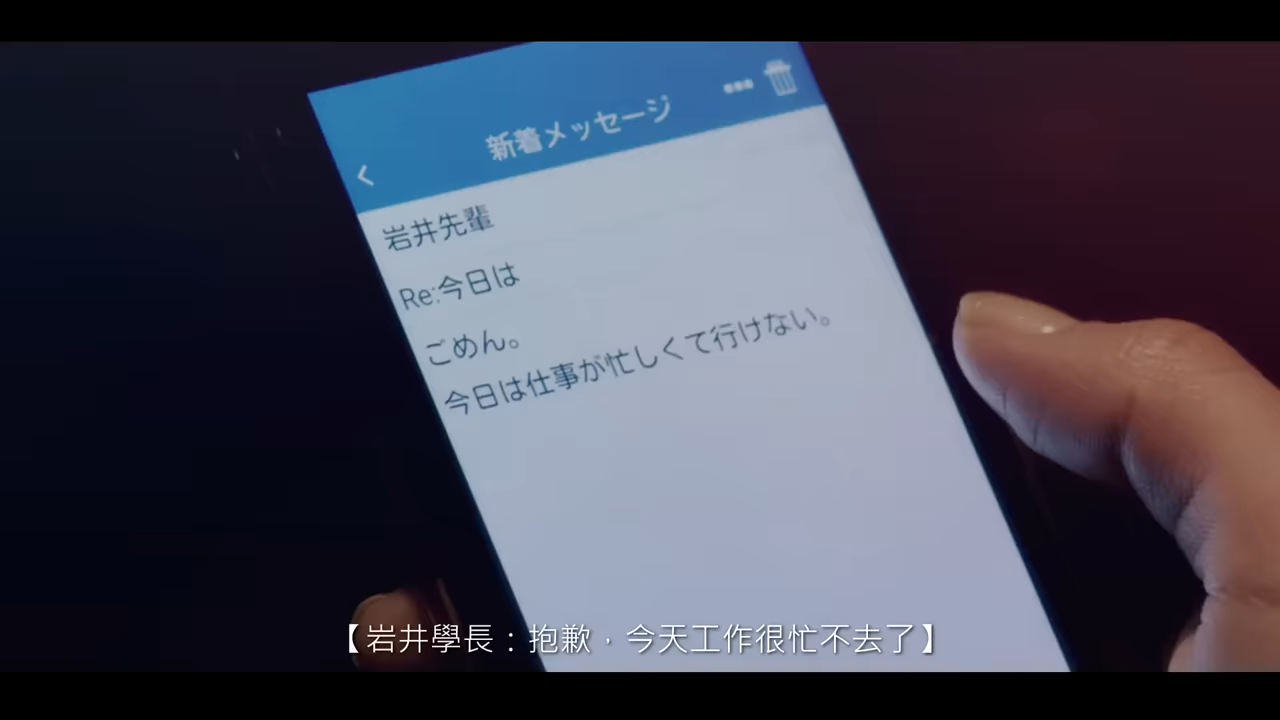 新着メッセージ
岩井先輩
Re:今日は
ごめん。
今日は仕事が忙しくて行けない。
【岩井學長：抱歉，今天工作很忙不去了】